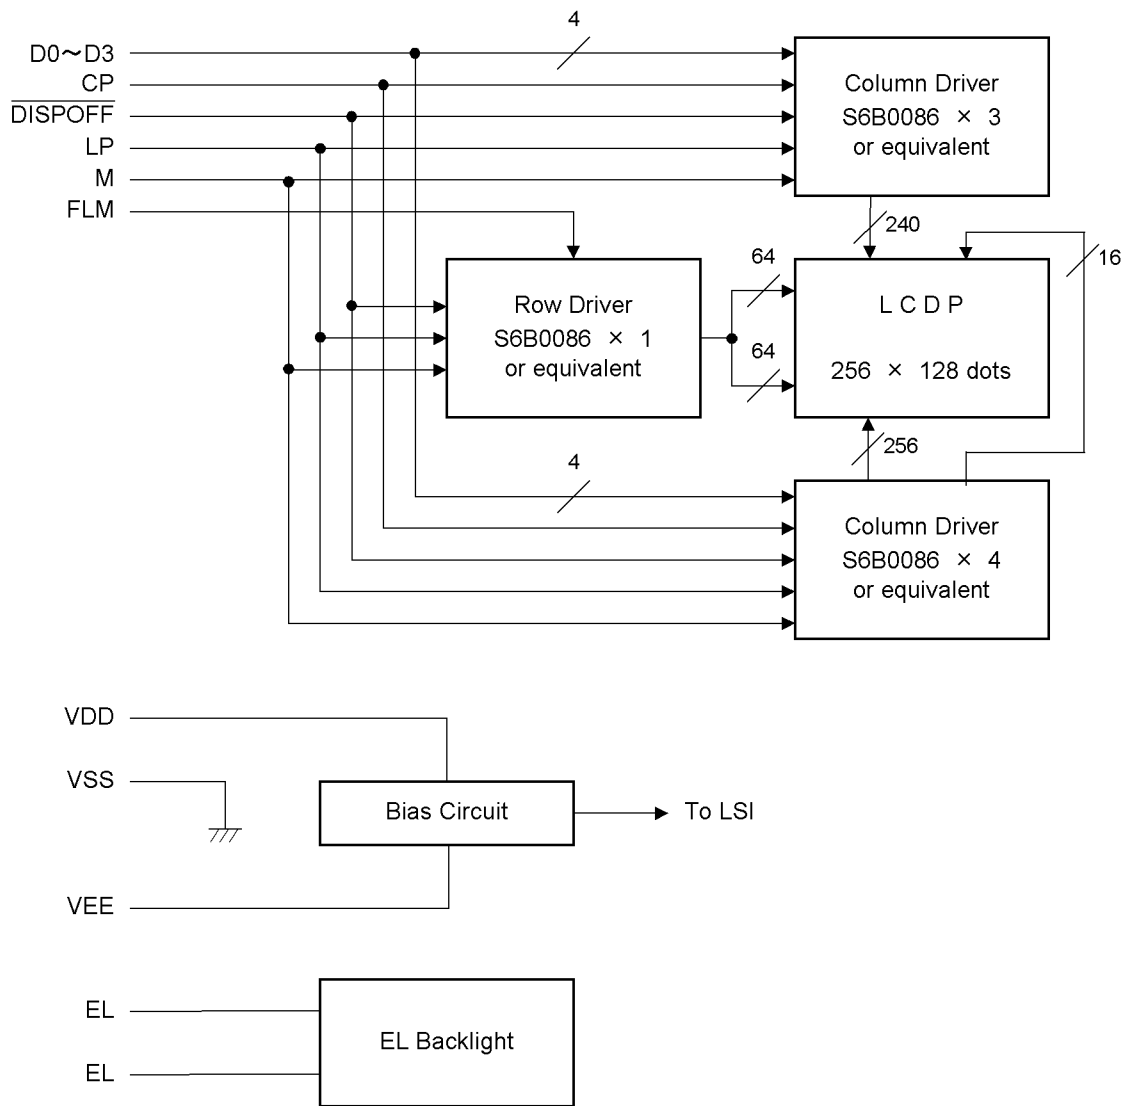 4
D0～D3
CP
DISPOFF
LP
M
FLM
Column Driver
S6B0086 × 3
or equivalent
240
16
64
64
Row Driver
S6B0086 × 1
or equivalent
L C D P
256 × 128 dots
256
4
Column Driver
S6B0086 × 4
or equivalent
VDD
VSS
Bias Circuit
To LSI
VEE
EL
EL Backlight
EL